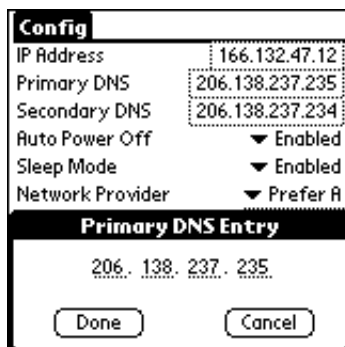 Config
IP Address 166.132.47.12
Primary DNS 206.138.237.235
Secondary DNS 206.138.237.234
Auto Power Off Enabled
Sleep Mode Enabled
Network Provider Prefer A
Primary DNS Entry
206. 138. 237. 235
Done Cancel